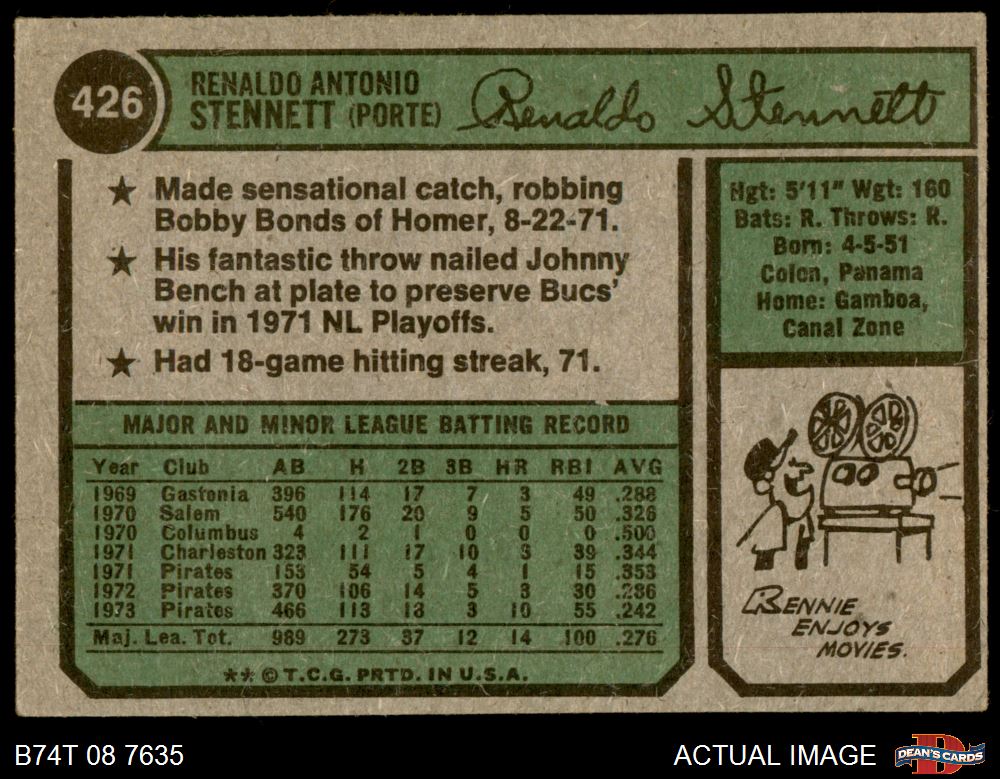 426
RENALDO ANTONIO
STENNETT (PORTE)
Renaldo Stennett
★ Made sensational catch, robbing
Bobby Bonds of Homer, 8-22-71.
★ His fantastic throw nailed Johnny
Bench at plate to preserve Bucs'
win in 1971 NL Playoffs.
★ Had 18-game hitting streak, 71.
Hgt: 5'11" Wgt: 160
Bats: R. Throws: R.
Born: 4-5-51
Colon, Panama
Home: Gamboa,
Canal Zone
MAJOR AND MINOR LEAGUE BATTING RECORD
Year Club AB H 2B 3B HR RBI AVG
1969 Gastonia 396 114 17 7 3 49 .288
1970 Salem 540 176 20 9 5 50 .326
1970 Columbus 4 2 1 0 0 0 .500
1971 Charleston 323 111 17 10 3 39 .344
1971 Pirates 153 54 5 4 1 15 .353
1972 Pirates 370 106 14 5 3 30 .286
1973 Pirates 466 113 18 3 10 55 .242
Maj. Lea. Tot. 989 273 37 12 14 100 .276
** © T.C.G. PRTD. IN U.S.A.
RENNIE
ENJOYS
MOVIES.
B74T 08 7635
ACTUAL IMAGE
DEAN'S CARDS